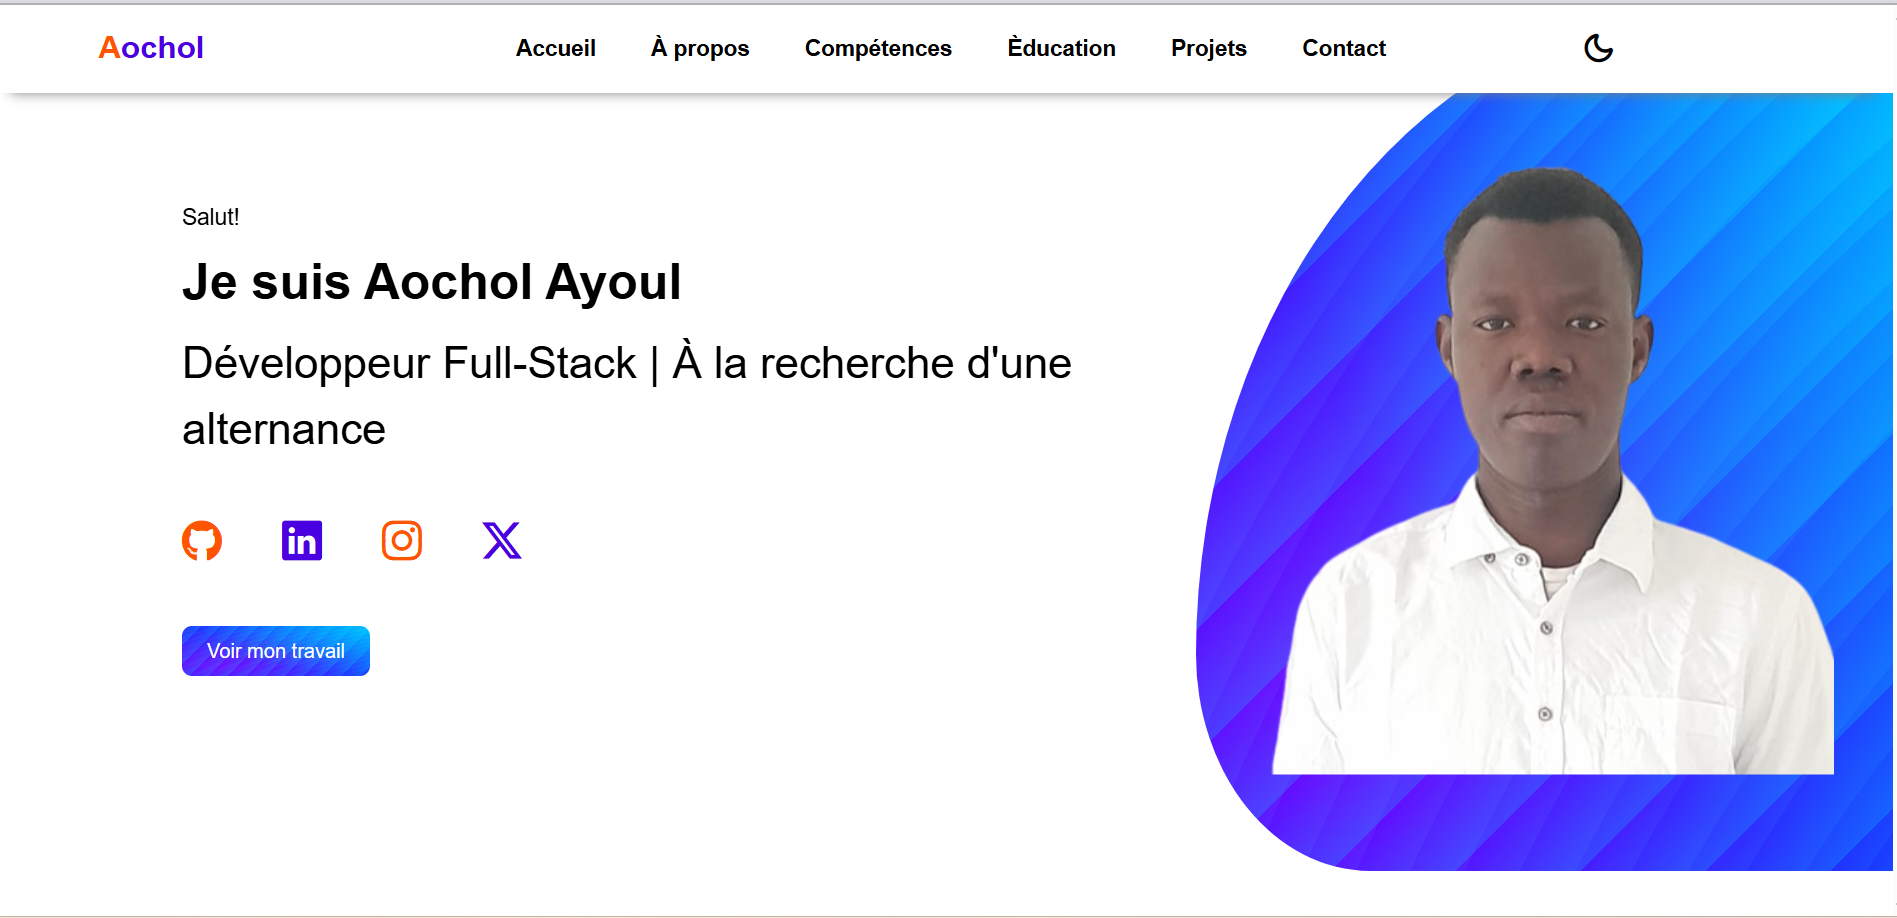 Aochol
Accueil
À propos
Compétences
Èducation
Projets
Contact
Salut!
Je suis Aochol Ayoul
Développeur Full-Stack | À la recherche d'une
alternance
Voir mon travail